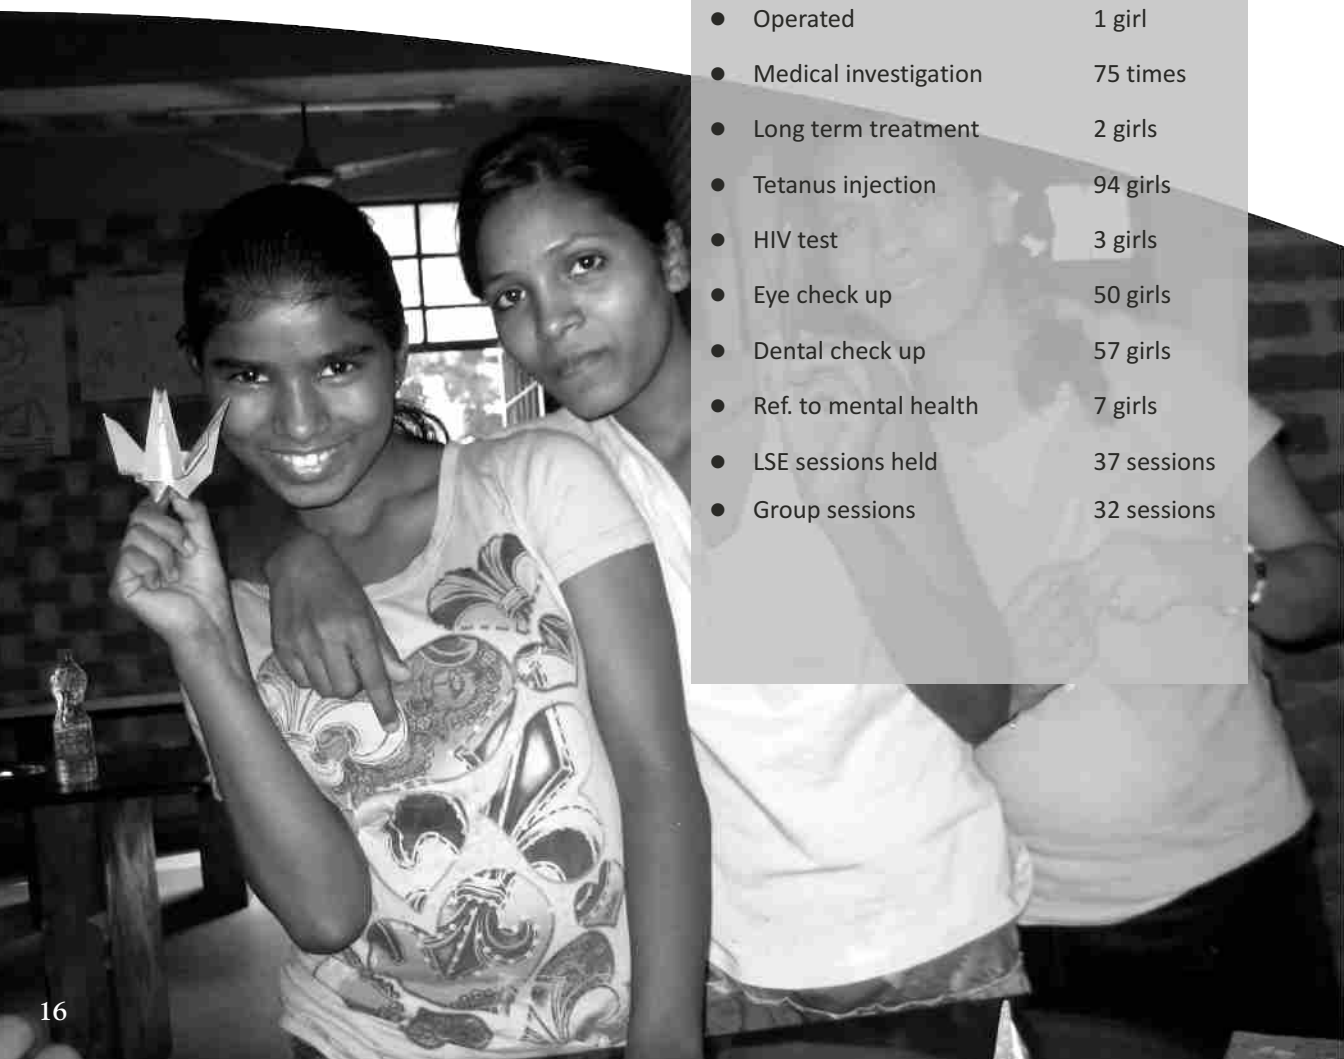 ● Operated 1 girl
● Medical investigation 75 times
● Long term treatment 2 girls
● Tetanus injection 94 girls
● HIV test 3 girls
● Eye check up 50 girls
● Dental check up 57 girls
● Ref. to mental health 7 girls
● LSE sessions held 37 sessions
● Group sessions 32 sessions
16